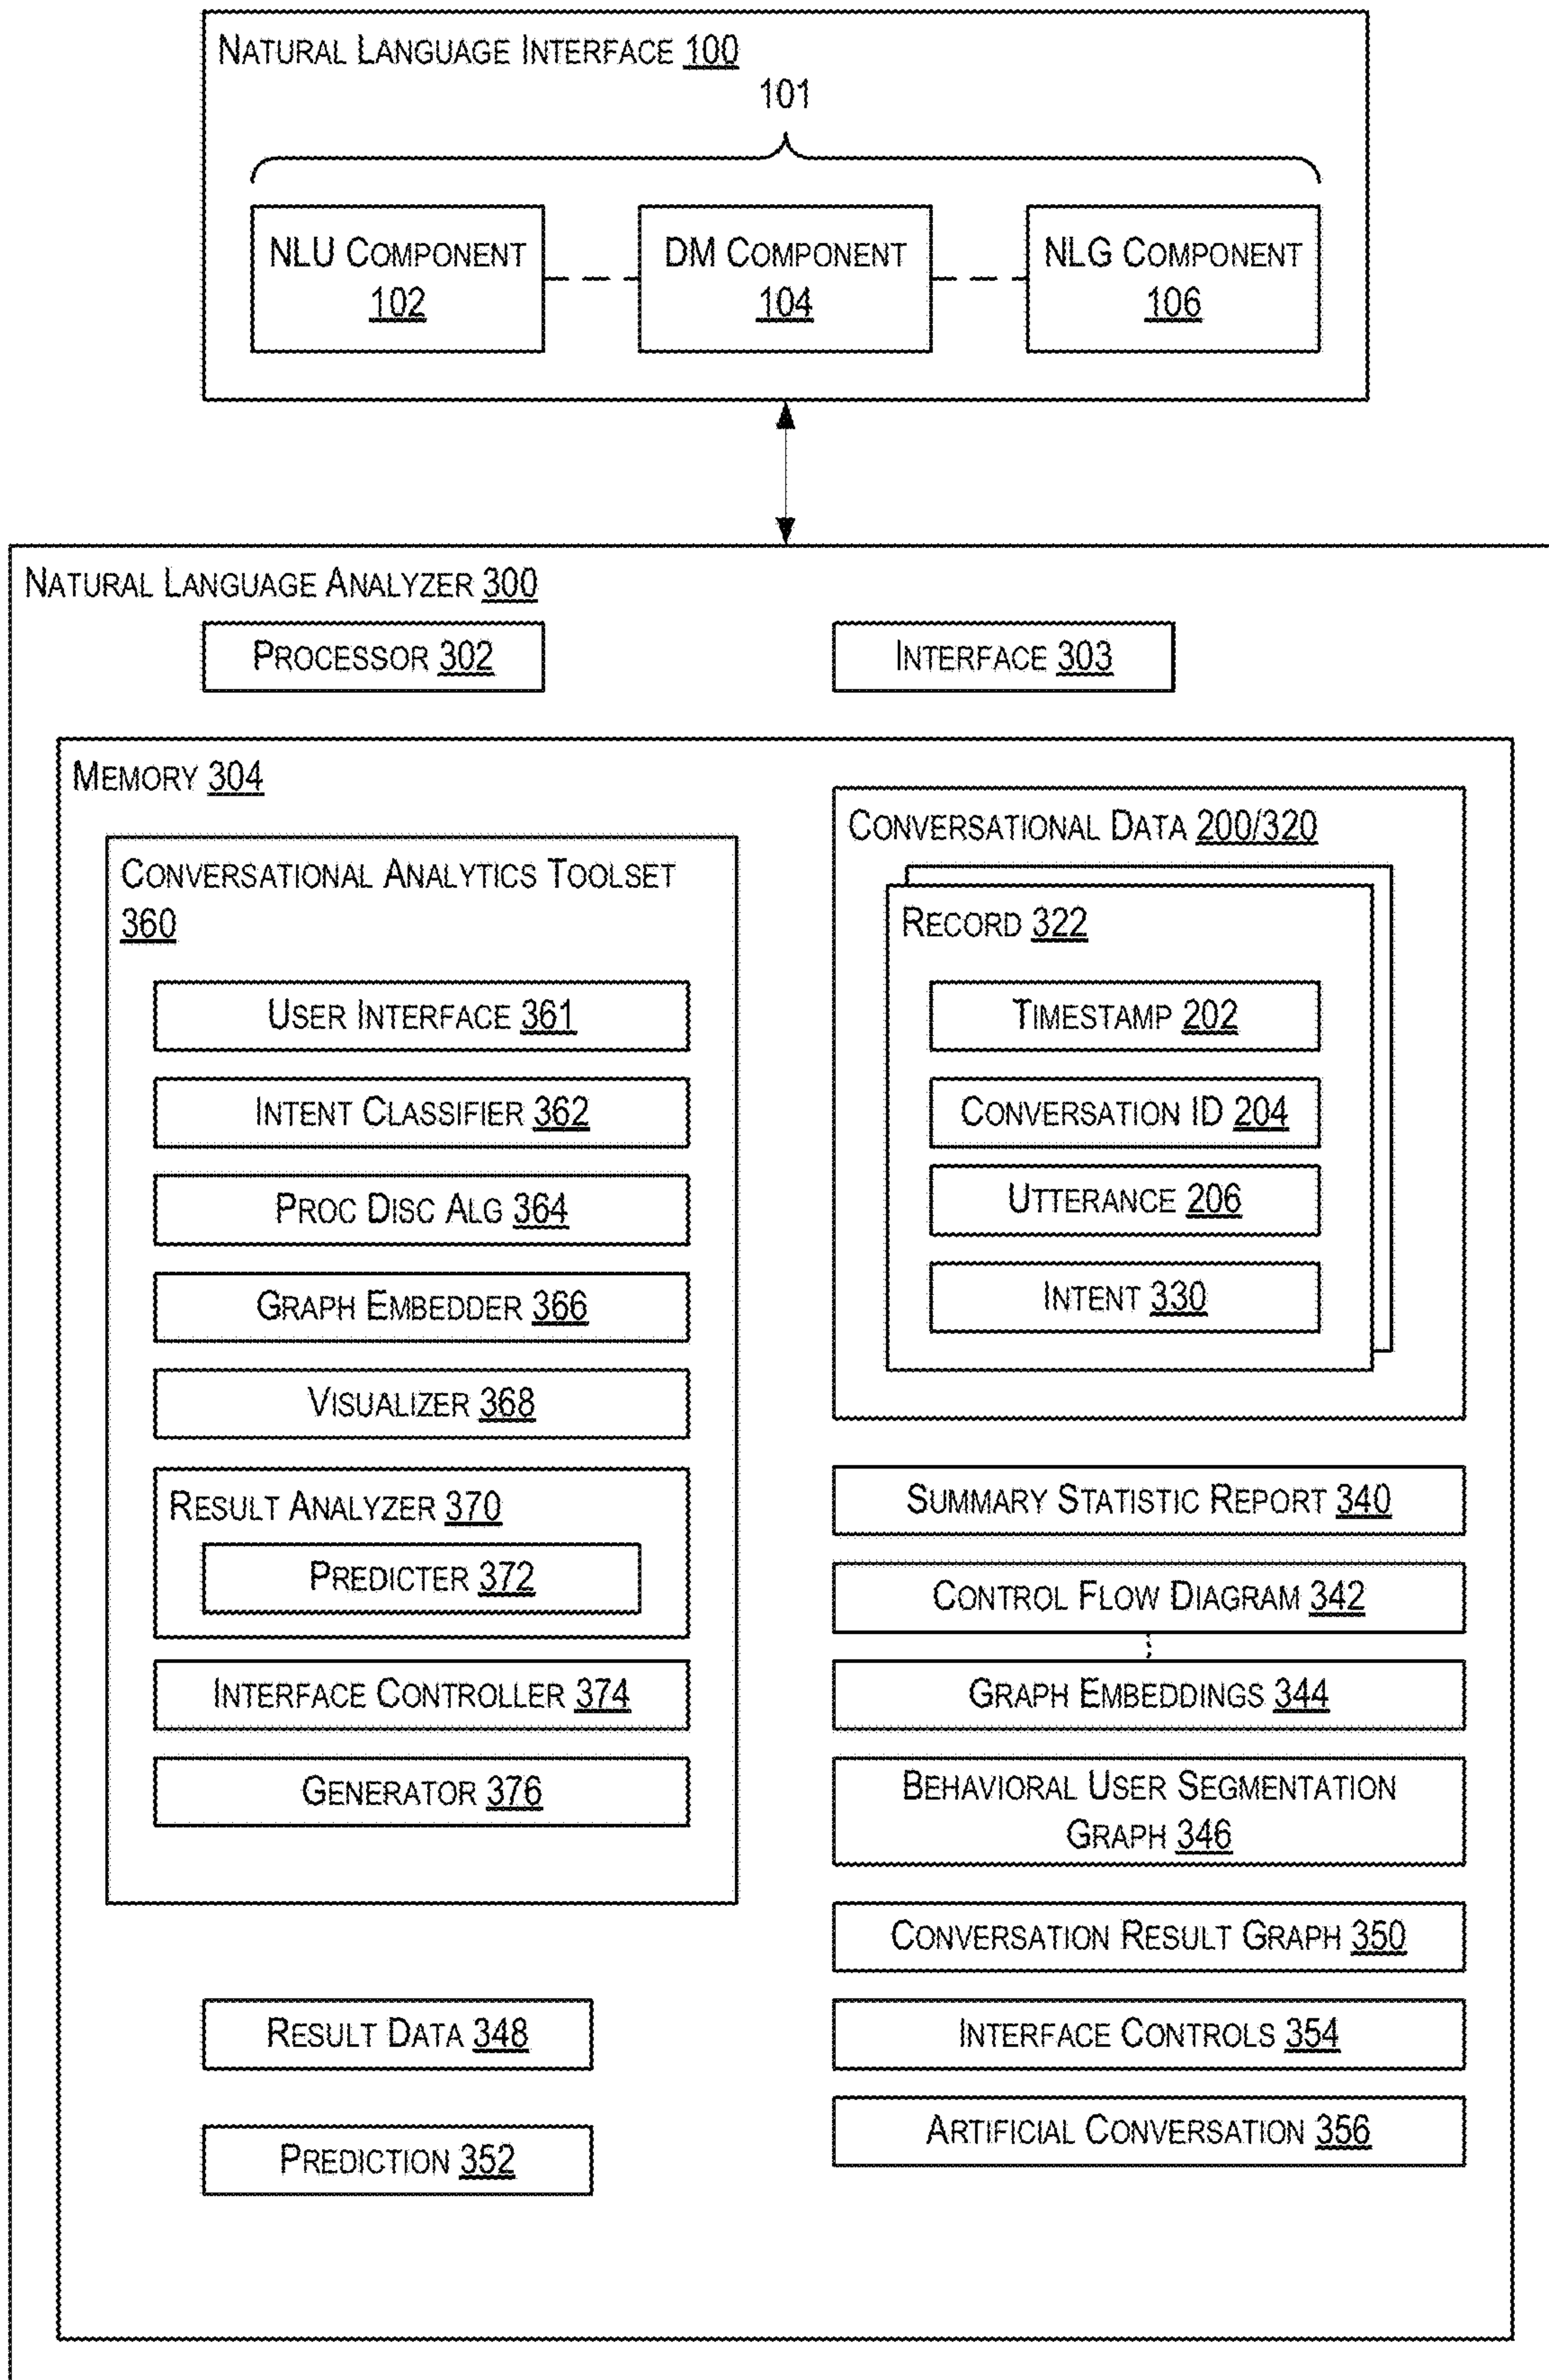 NATURAL LANGUAGE INTERFACE 100
101
NLU COMPONENT
102
DM COMPONENT
104
NLG COMPONENT
106
NATURAL LANGUAGE ANALYZER 300
PROCESSOR 302
INTERFACE 303
MEMORY 304
CONVERSATIONAL ANALYTICS TOOLSET
360
USER INTERFACE 361
INTENT CLASSIFIER 362
PROC DISC ALG 364
GRAPH EMBEDDER 366
VISUALIZER 368
RESULT ANALYZER 370
PREDICTER 372
INTERFACE CONTROLLER 374
GENERATOR 376
RESULT DATA 348
PREDICTION 352
CONVERSATIONAL DATA 200/320
RECORD 322
TIMESTAMP 202
CONVERSATION ID 204
UTTERANCE 206
INTENT 330
SUMMARY STATISTIC REPORT 340
CONTROL FLOW DIAGRAM 342
GRAPH EMBEDDINGS 344
BEHAVIORAL USER SEGMENTATION
GRAPH 346
CONVERSATION RESULT GRAPH 350
INTERFACE CONTROLS 354
ARTIFICIAL CONVERSATION 356